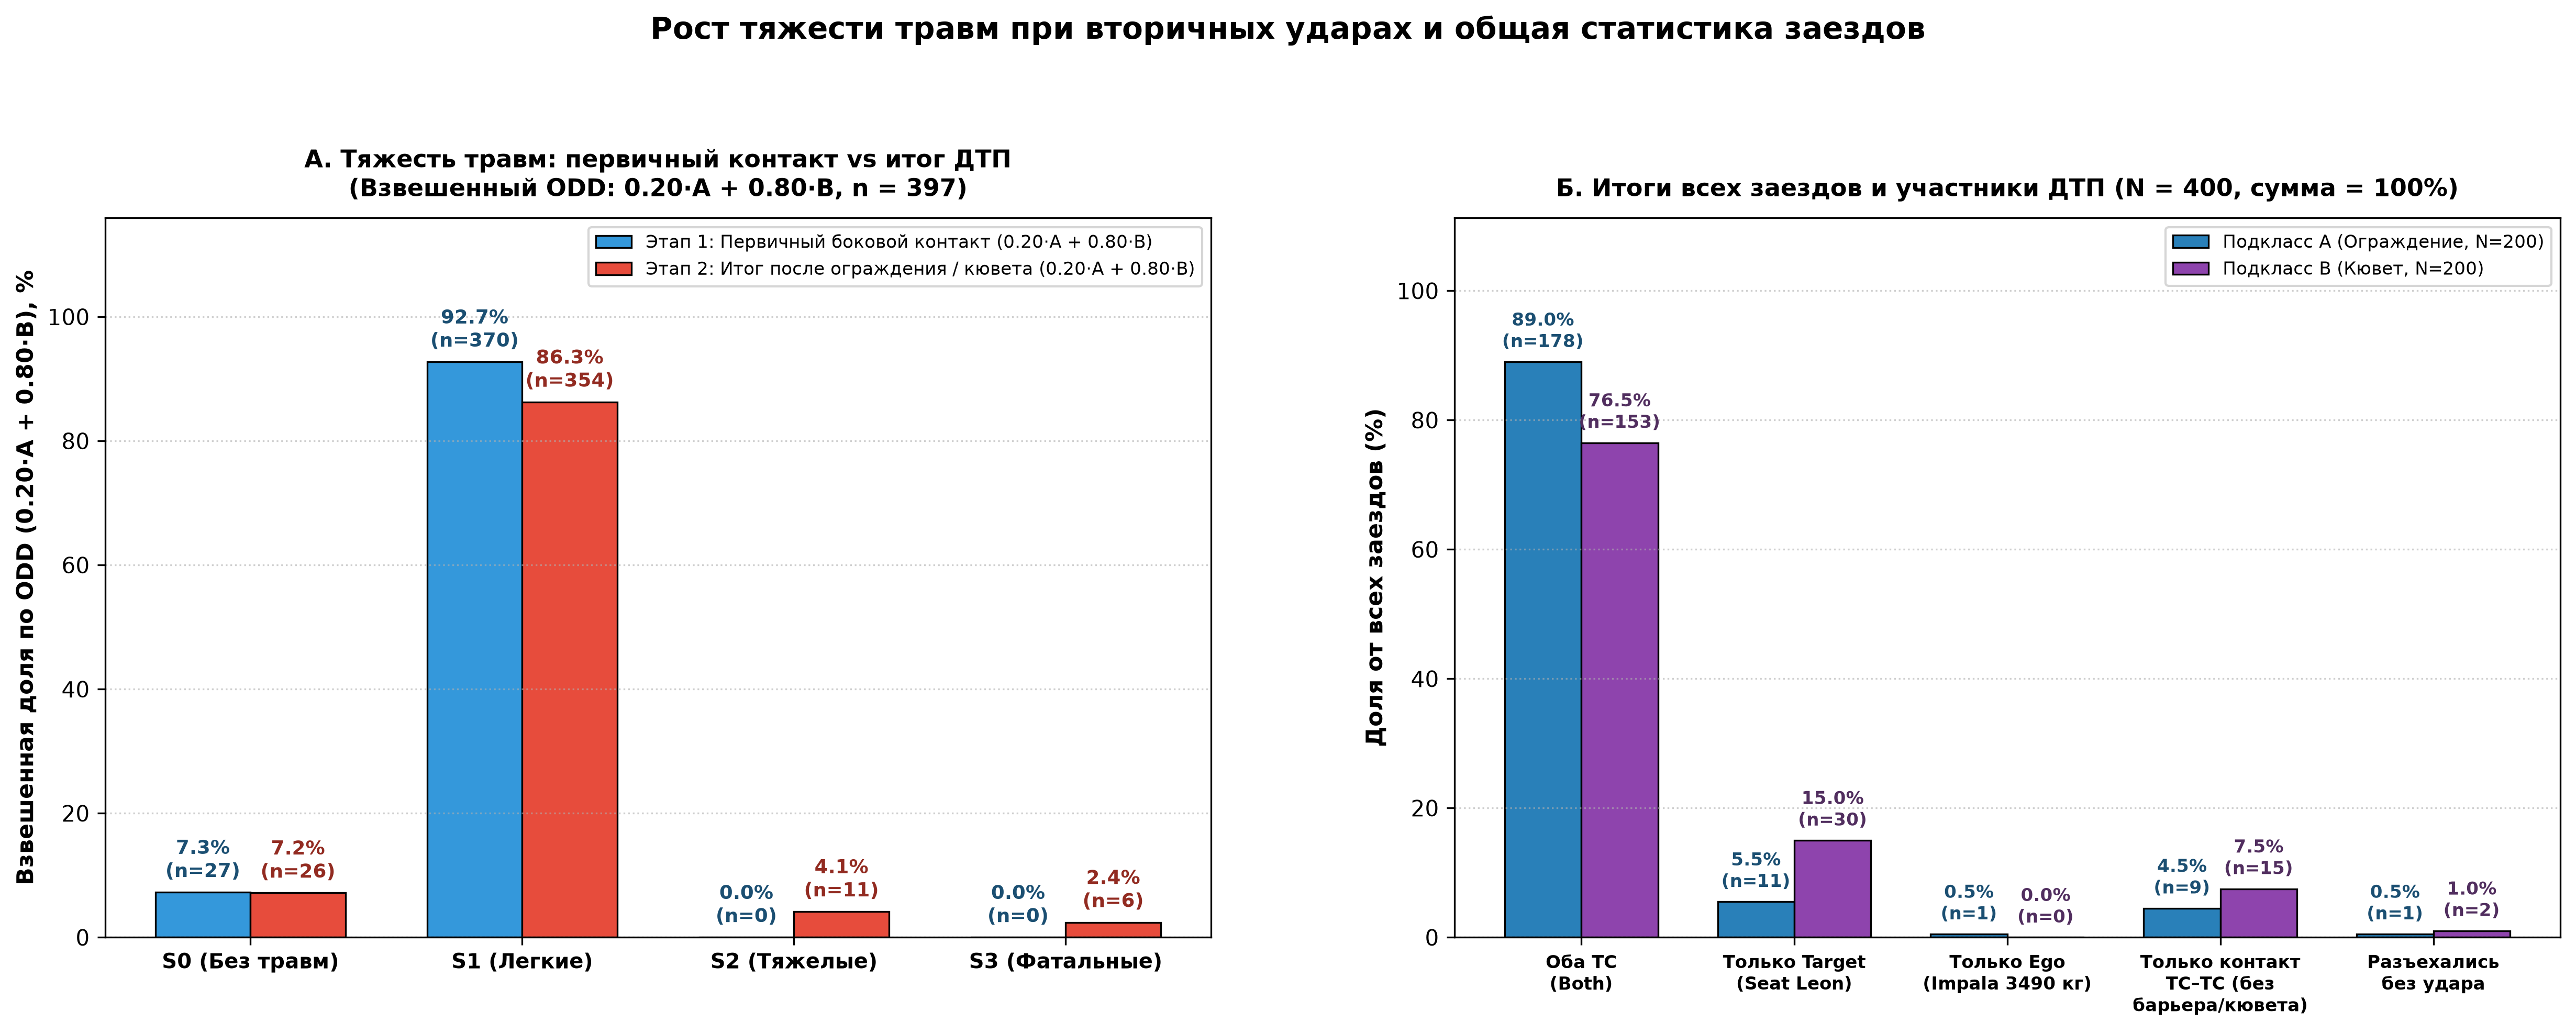 Рост тяжести травм при вторичных ударах и общая статистика заездов
А. Тяжесть травм: первичный контакт vs итог ДТП
(Взвешенный ODD: 0.20·A + 0.80·B, n = 397)
Взвешенная доля по ODD (0.20·A + 0.80·B), %
100
80
60
40
20
0
Этап 1: Первичный боковой контакт (0.20·A + 0.80·B)
Этап 2: Итог после ограждения / кювета (0.20·A + 0.80·B)
7.3%
(n=27)
7.2%
(n=26)
92.7%
(n=370)
86.3%
(n=354)
0.0%
(n=0)
4.1%
(n=11)
0.0%
(n=0)
2.4%
(n=6)
S0 (Без травм)
S1 (Легкие)
S2 (Тяжелые)
S3 (Фатальные)
Б. Итоги всех заездов и участники ДТП (N = 400, сумма = 100%)
Доля от всех заездов (%)
100
80
60
40
20
0
Подкласс A (Ограждение, N=200)
Подкласс B (Кювет, N=200)
89.0%
(n=178)
76.5%
(n=153)
5.5%
(n=11)
15.0%
(n=30)
0.5%
(n=1)
0.0%
(n=0)
4.5%
(n=9)
7.5%
(n=15)
0.5%
(n=1)
1.0%
(n=2)
Оба ТС
(Both)
Только Target
(Seat Leon)
Только Ego
(Impala 3490 кг)
Только контакт
ТС–ТС (без
барьера/кювета)
Разъехались
без удара